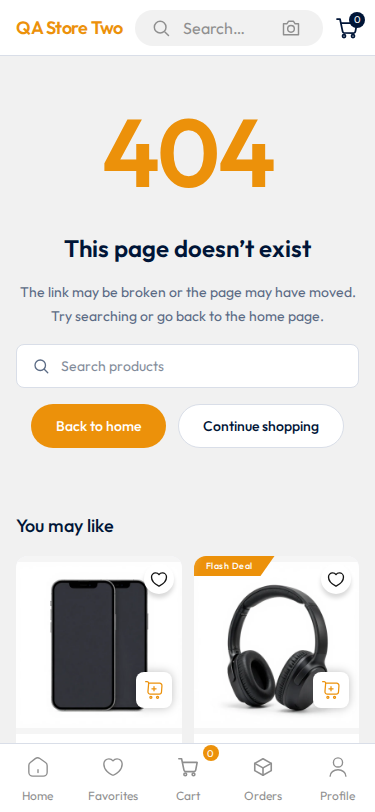 QA Store Two
Search...
0
404
This page doesn't exist
The link may be broken or the page may have moved.
Try searching or go back to the home page.
Search products
Back to home
Continue shopping
You may like
Flash Deal
0
Home
Favorites
Cart
Orders
Profile